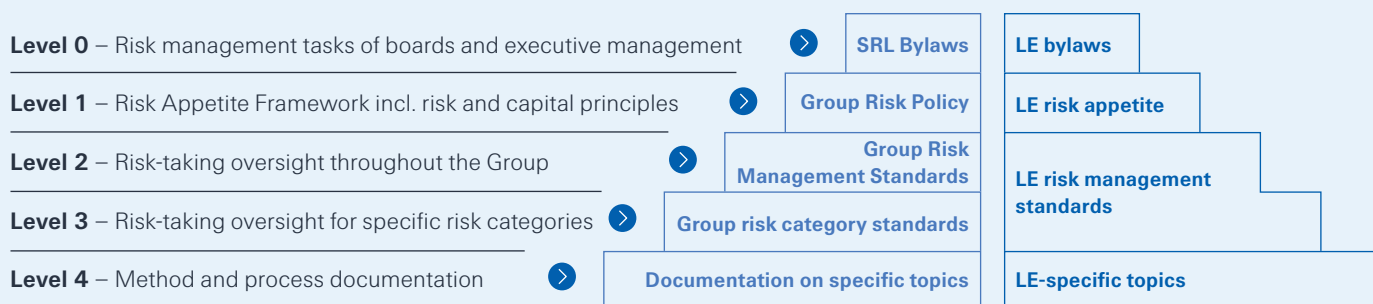 Level 0 – Risk management tasks of boards and executive management
SRL Bylaws
LE bylaws
Level 1 – Risk Appetite Framework incl. risk and capital principles
Group Risk Policy
LE risk appetite
Level 2 – Risk-taking oversight throughout the Group
Group Risk
Management Standards
LE risk management
standards
Level 3 – Risk-taking oversight for specific risk categories
Group risk category standards
Level 4 – Method and process documentation
Documentation on specific topics
LE-specific topics